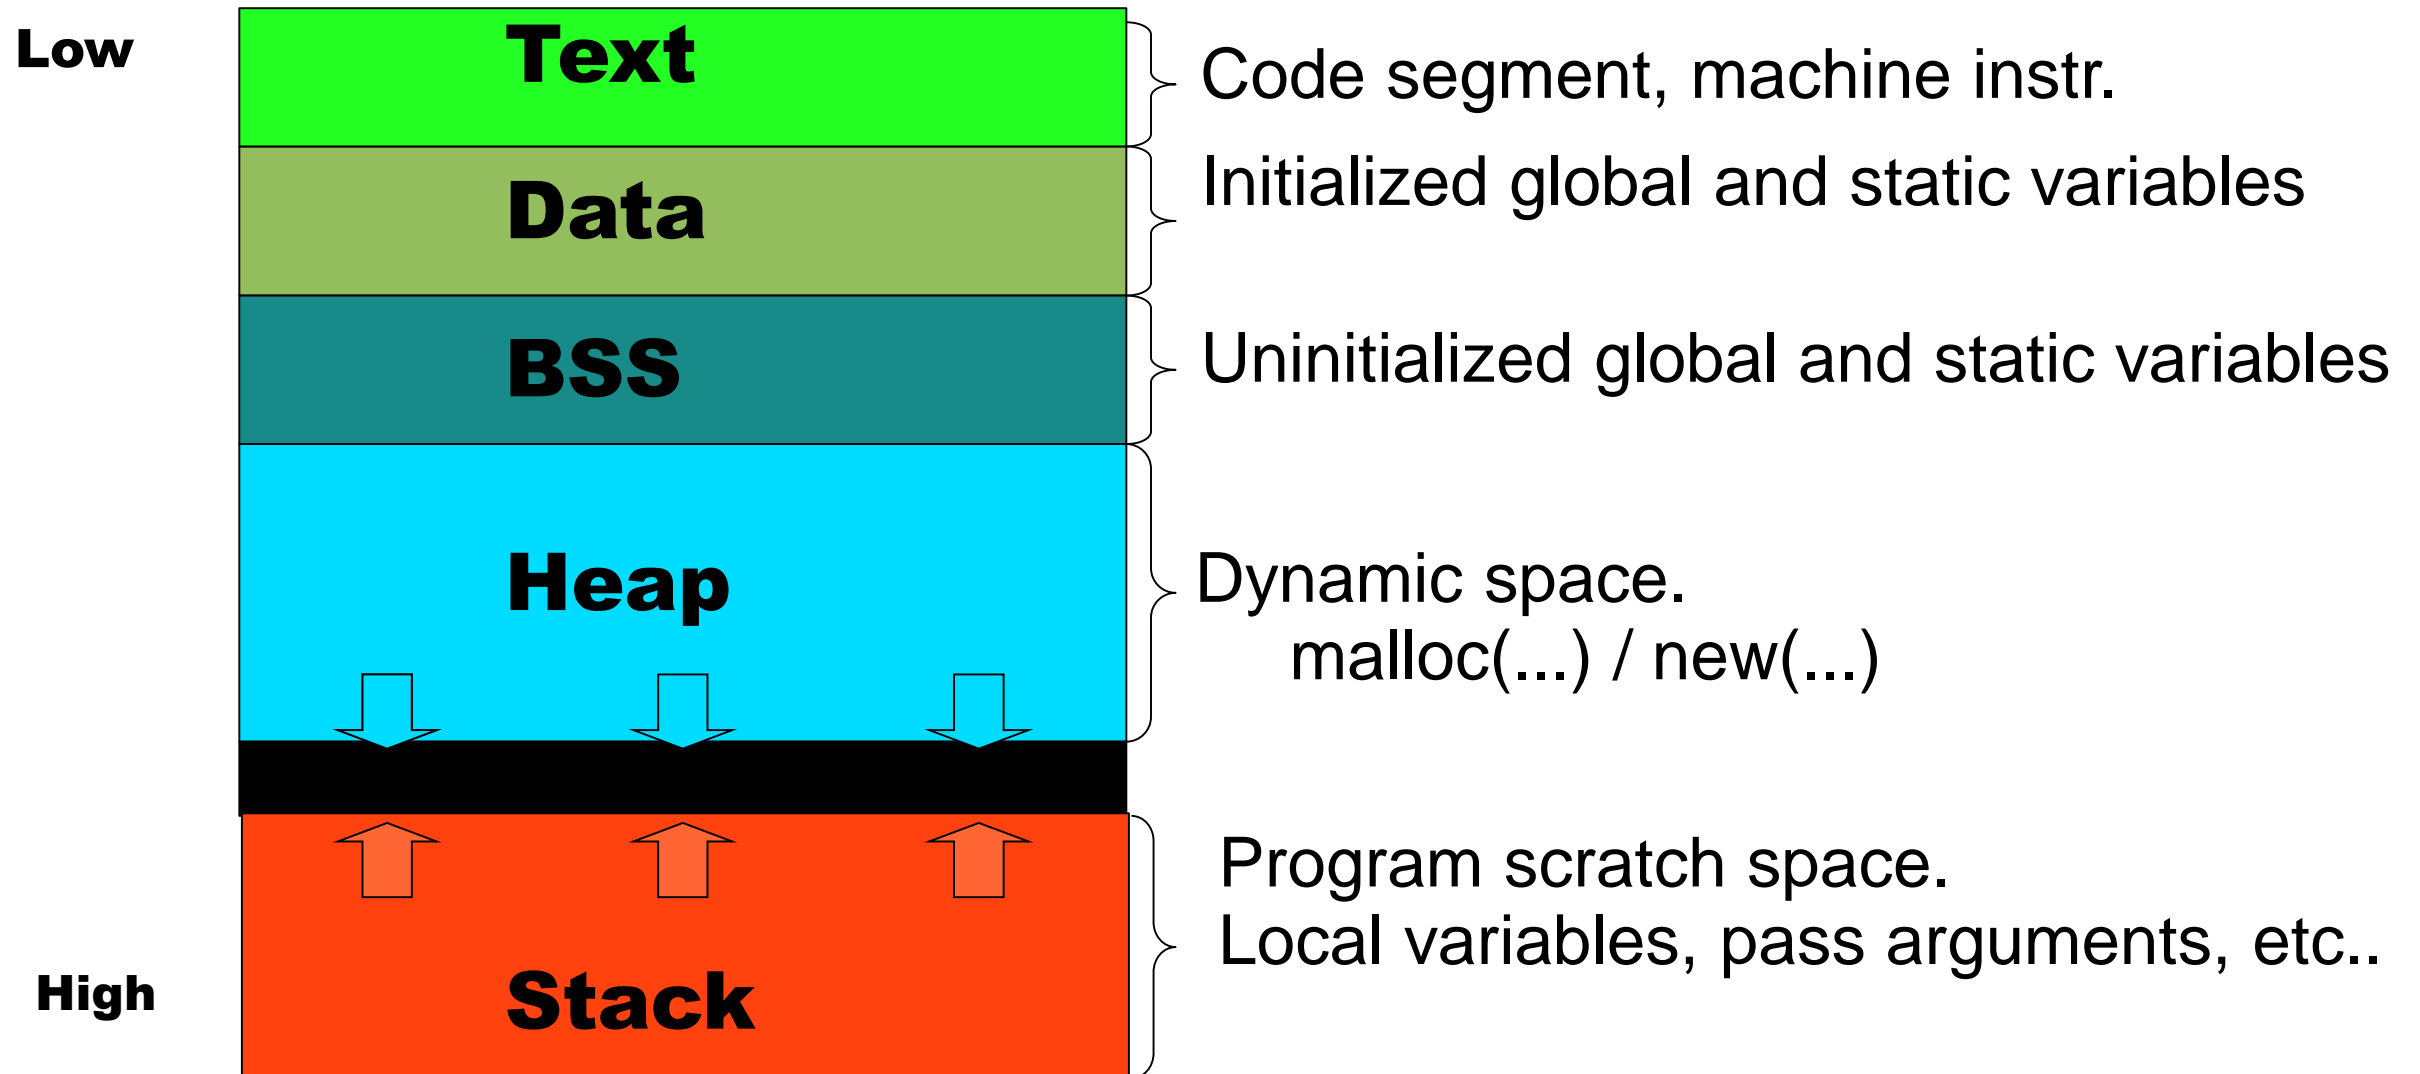 Low
Text
Code segment, machine instr.
Data
Initialized global and static variables
BSS
Uninitialized global and static variables
Heap
Dynamic space.
malloc(...) / new(...)
Program scratch space.
Local variables, pass arguments, etc..
High
Stack